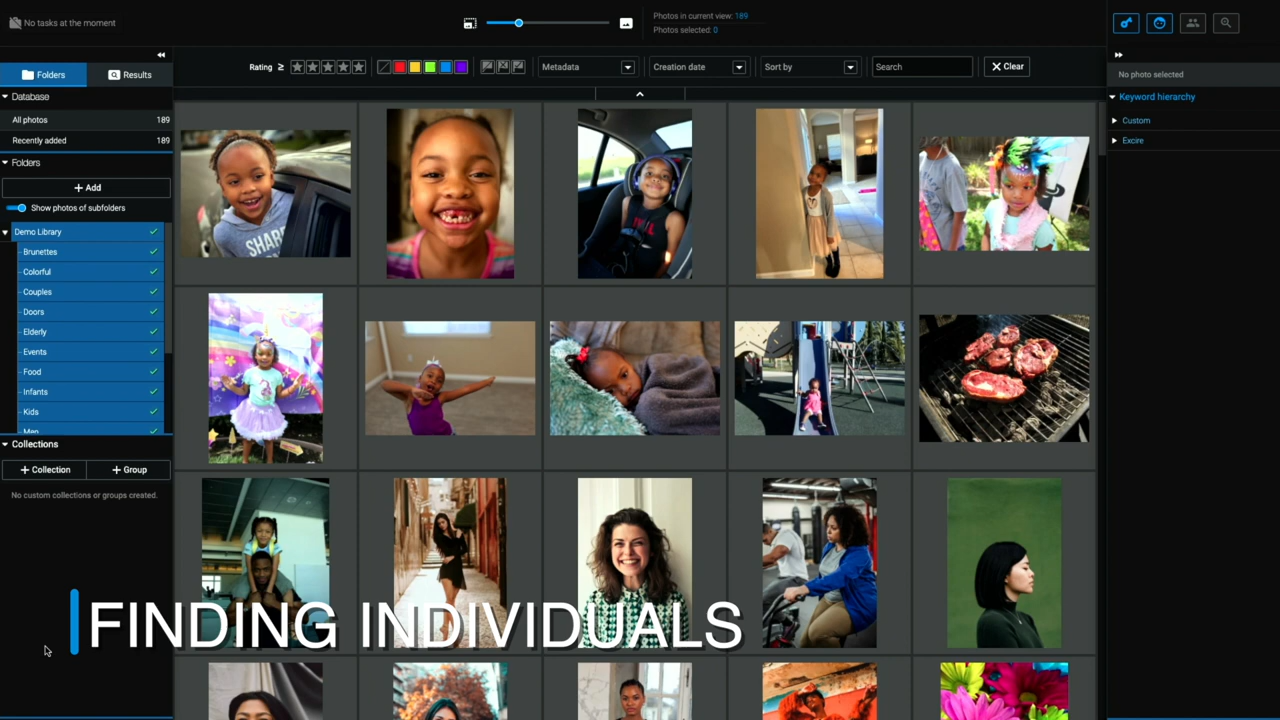 No tasks at the moment
Photos in current view: 189
Photos selected: 0
Folders
Results
Rating ≥
Metadata
Creation date
Sort by
Search
Clear
No photo selected
Database
Keyword hierarchy
All photos 189
Custom
Recently added 189
Excire
Folders
+ Add
Show photos of subfolders
Demo Library
Brunettes
Colorful
Couples
Doors
Elderly
Events
Food
Infants
Kids
Men
Collections
+ Collection
+ Group
No custom collections or groups created.
SHARE
FINDING INDIVIDUALS